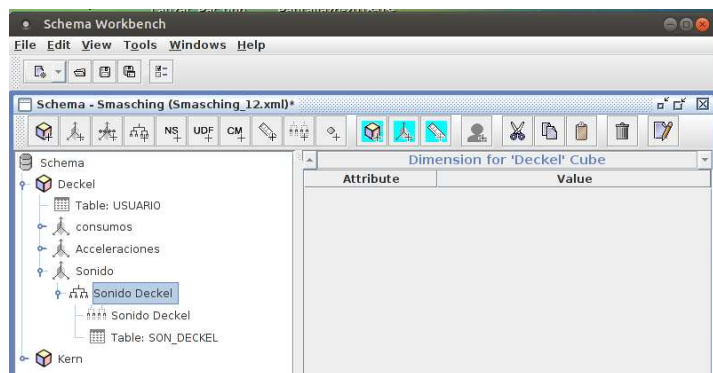 Schema Workbench
File Edit View Tools Windows Help
Schema - Smasching (Smasching_12.xml)*
NS UDF CM
Schema
Dimension for 'Deckel' Cube
Attribute Value
Deckel
Table: USUARIO
consumos
Acceleraciones
Sonido
Sonido Deckel
Sonido Deckel
Table: SON_DECKEL
Kern